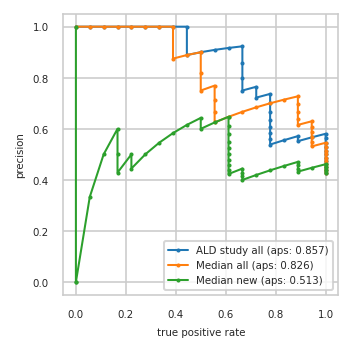 1.0
0.8
0.6
0.4
0.2
0.0
precision
ALD study all (aps: 0.857)
Median all (aps: 0.826)
Median new (aps: 0.513)
0.0 0.2 0.4 0.6 0.8 1.0
true positive rate